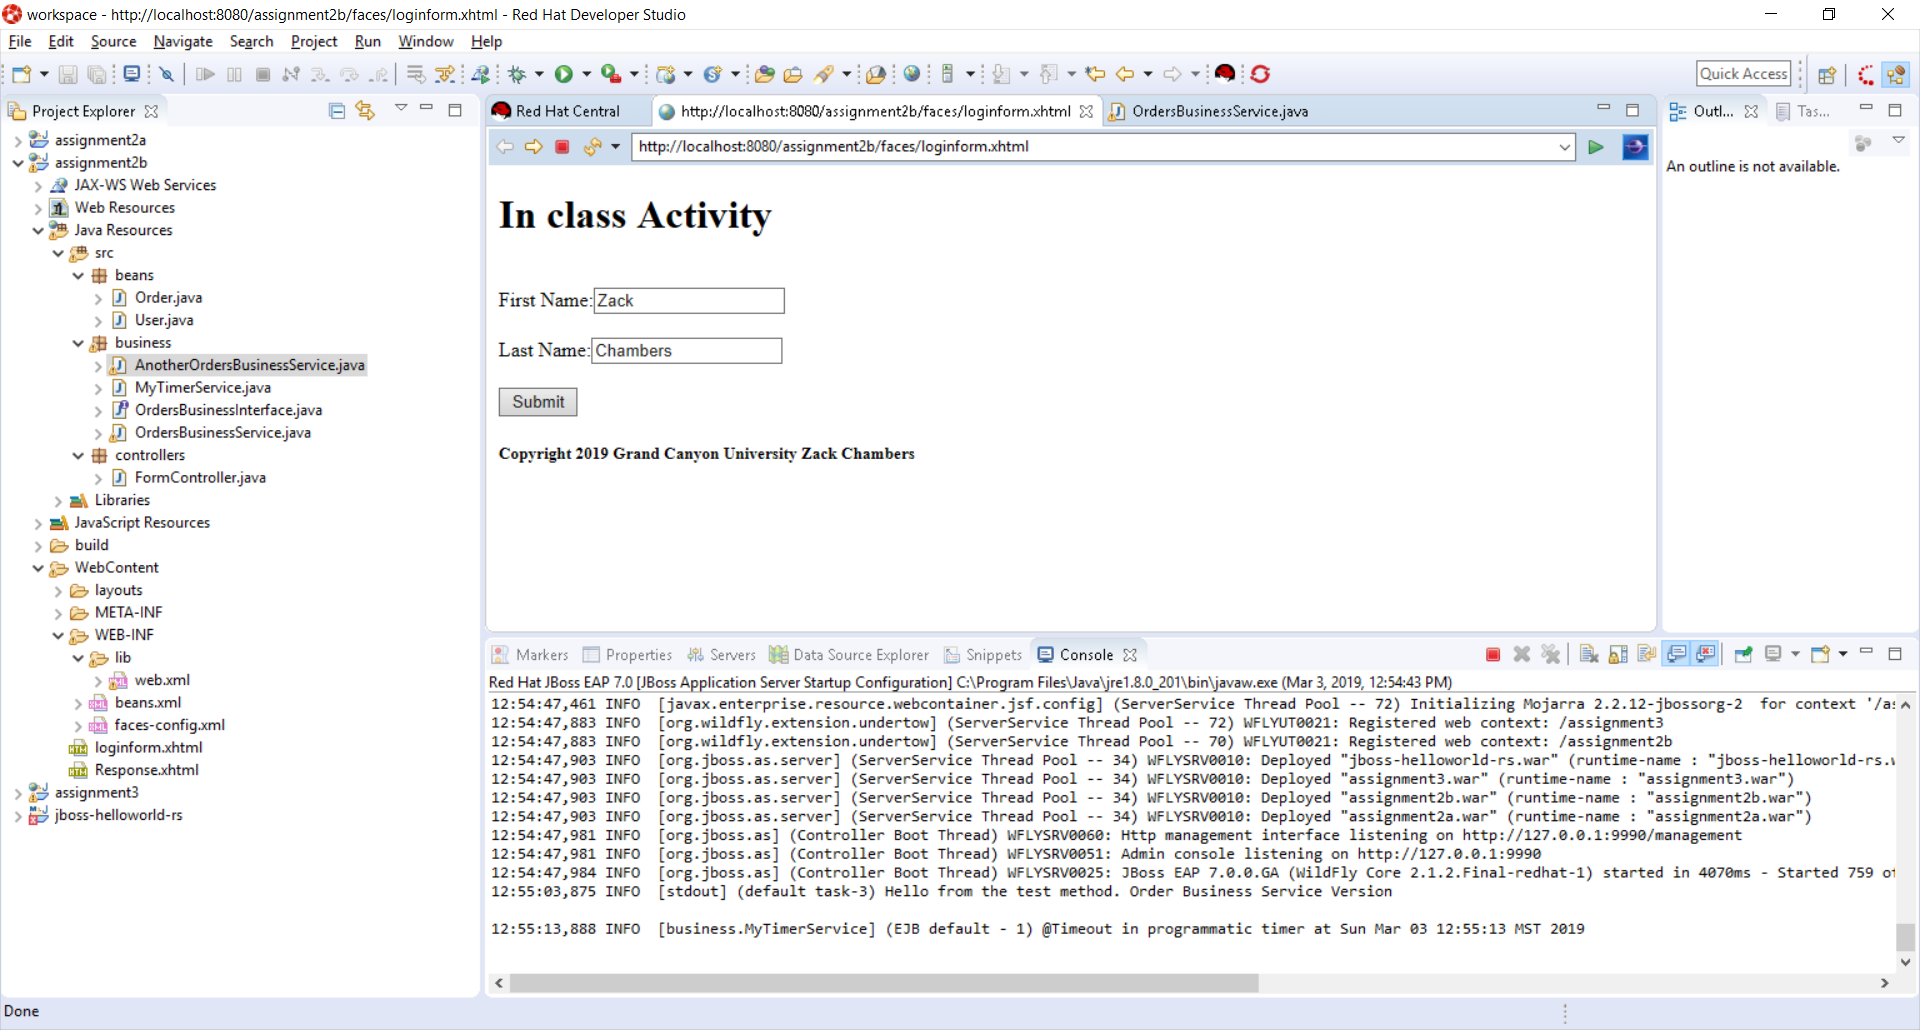 workspace - http://localhost:8080/assignment2b/faces/loginform.xhtml - Red Hat Developer Studio
File Edit Source Navigate Search Project Run Window Help
Quick Access
Project Explorer
assignment2a
assignment2b
JAX-WS Web Services
Web Resources
Java Resources
src
beans
Order.java
User.java
business
AnotherOrdersBusinessService.java
MyTimerService.java
OrdersBusinessInterface.java
OrdersBusinessService.java
controllers
FormController.java
Libraries
JavaScript Resources
build
WebContent
layouts
META-INF
WEB-INF
lib
web.xml
beans.xml
faces-config.xml
loginform.xhtml
Response.xhtml
assignment3
jboss-helloworld-rs
Red Hat Central http://localhost:8080/assignment2b/faces/loginform.xhtml OrdersBusinessService.java
http://localhost:8080/assignment2b/faces/loginform.xhtml
In class Activity
First Name: Zack
Last Name: Chambers
Submit
Copyright 2019 Grand Canyon University Zack Chambers
Outl... Tas...
An outline is not available.
Markers Properties Servers Data Source Explorer Snippets Console
Red Hat JBoss EAP 7.0 [JBoss Application Server Startup Configuration] C:\Program Files\Java\jre1.8.0_201\bin\javaw.exe (Mar 3, 2019, 12:54:43 PM)
12:54:47,461 INFO [javax.enterprise.resource.webcontainer.jsf.config] (ServerService Thread Pool -- 72) Initializing Mojarra 2.2.12-jbossorg-2 for context '/as
12:54:47,883 INFO [org.wildfly.extension.undertow] (ServerService Thread Pool -- 72) WFLYUT0021: Registered web context: /assignment3
12:54:47,883 INFO [org.wildfly.extension.undertow] (ServerService Thread Pool -- 70) WFLYUT0021: Registered web context: /assignment2b
12:54:47,903 INFO [org.jboss.as.server] (ServerService Thread Pool -- 34) WFLYSRV0010: Deployed "jboss-helloworld-rs.war" (runtime-name : "jboss-helloworld-rs.w
12:54:47,903 INFO [org.jboss.as.server] (ServerService Thread Pool -- 34) WFLYSRV0010: Deployed "assignment3.war" (runtime-name : "assignment3.war")
12:54:47,903 INFO [org.jboss.as.server] (ServerService Thread Pool -- 34) WFLYSRV0010: Deployed "assignment2b.war" (runtime-name : "assignment2b.war")
12:54:47,903 INFO [org.jboss.as.server] (ServerService Thread Pool -- 34) WFLYSRV0010: Deployed "assignment2a.war" (runtime-name : "assignment2a.war")
12:54:47,981 INFO [org.jboss.as] (Controller Boot Thread) WFLYSRV0060: Http management interface listening on http://127.0.0.1:9990/management
12:54:47,981 INFO [org.jboss.as] (Controller Boot Thread) WFLYSRV0051: Admin console listening on http://127.0.0.1:9990
12:54:47,984 INFO [org.jboss.as] (Controller Boot Thread) WFLYSRV0025: JBoss EAP 7.0.0.GA (WildFly Core 2.1.2.Final-redhat-1) started in 4070ms - Started 759 of
12:55:03,875 INFO [stdout] (default task-3) Hello from the test method. Order Business Service Version
12:55:13,888 INFO [business.MyTimerService] (EJB default - 1) @Timeout in programmatic timer at Sun Mar 03 12:55:13 MST 2019
Done